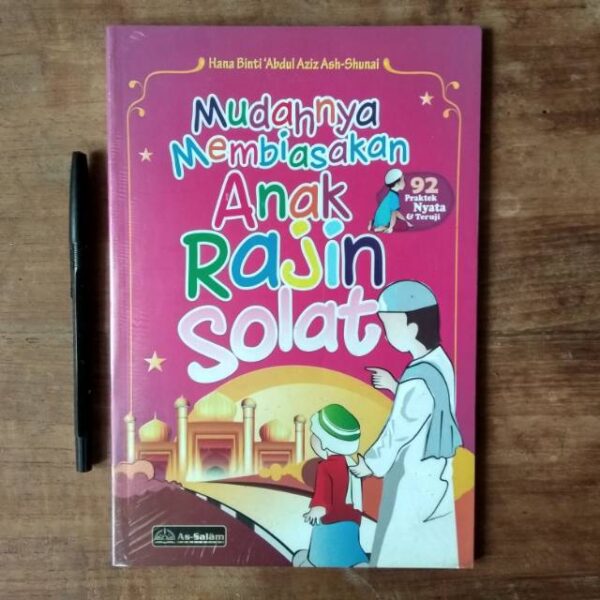 Hana Binti 'Abdul Aziz Ash-Shunai
Mudahnya
Membiasakan
Anak
Rajin
Solat
92
Praktek
Nyata
& Teruji
As-Salam